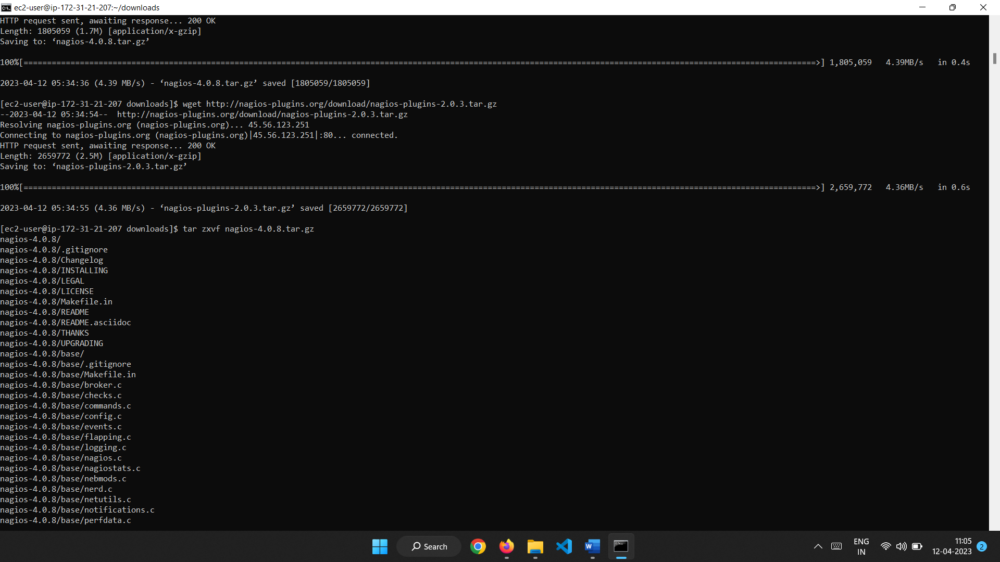 ec2-user@ip-172-31-21-207:~/downloads
HTTP request sent, awaiting response... 200 OK
Length: 1805059 (1.7M) [application/x-gzip]
Saving to: ‘nagios-4.0.8.tar.gz’
100%[=========================================================================================================================================================================>] 1,805,059   4.39MB/s   in 0.4s
2023-04-12 05:34:36 (4.39 MB/s) - ‘nagios-4.0.8.tar.gz’ saved [1805059/1805059]
[ec2-user@ip-172-31-21-207 downloads]$ wget http://nagios-plugins.org/download/nagios-plugins-2.0.3.tar.gz
--2023-04-12 05:34:54--  http://nagios-plugins.org/download/nagios-plugins-2.0.3.tar.gz
Resolving nagios-plugins.org (nagios-plugins.org)... 45.56.123.251
Connecting to nagios-plugins.org (nagios-plugins.org)|45.56.123.251|:80... connected.
HTTP request sent, awaiting response... 200 OK
Length: 2659772 (2.5M) [application/x-gzip]
Saving to: ‘nagios-plugins-2.0.3.tar.gz’
100%[=========================================================================================================================================================================>] 2,659,772   4.36MB/s   in 0.6s
2023-04-12 05:34:55 (4.36 MB/s) - ‘nagios-plugins-2.0.3.tar.gz’ saved [2659772/2659772]
[ec2-user@ip-172-31-21-207 downloads]$ tar zxvf nagios-4.0.8.tar.gz
nagios-4.0.8/
nagios-4.0.8/.gitignore
nagios-4.0.8/Changelog
nagios-4.0.8/INSTALLING
nagios-4.0.8/LEGAL
nagios-4.0.8/LICENSE
nagios-4.0.8/Makefile.in
nagios-4.0.8/README
nagios-4.0.8/README.asciidoc
nagios-4.0.8/THANKS
nagios-4.0.8/UPGRADING
nagios-4.0.8/base/
nagios-4.0.8/base/.gitignore
nagios-4.0.8/base/Makefile.in
nagios-4.0.8/base/broker.c
nagios-4.0.8/base/checks.c
nagios-4.0.8/base/commands.c
nagios-4.0.8/base/config.c
nagios-4.0.8/base/events.c
nagios-4.0.8/base/flapping.c
nagios-4.0.8/base/logging.c
nagios-4.0.8/base/nagios.c
nagios-4.0.8/base/nagiostats.c
nagios-4.0.8/base/nebmods.c
nagios-4.0.8/base/nerd.c
nagios-4.0.8/base/netutils.c
nagios-4.0.8/base/notifications.c
nagios-4.0.8/base/perfdata.c
Search
ENG
IN
11:05
12-04-2023
2